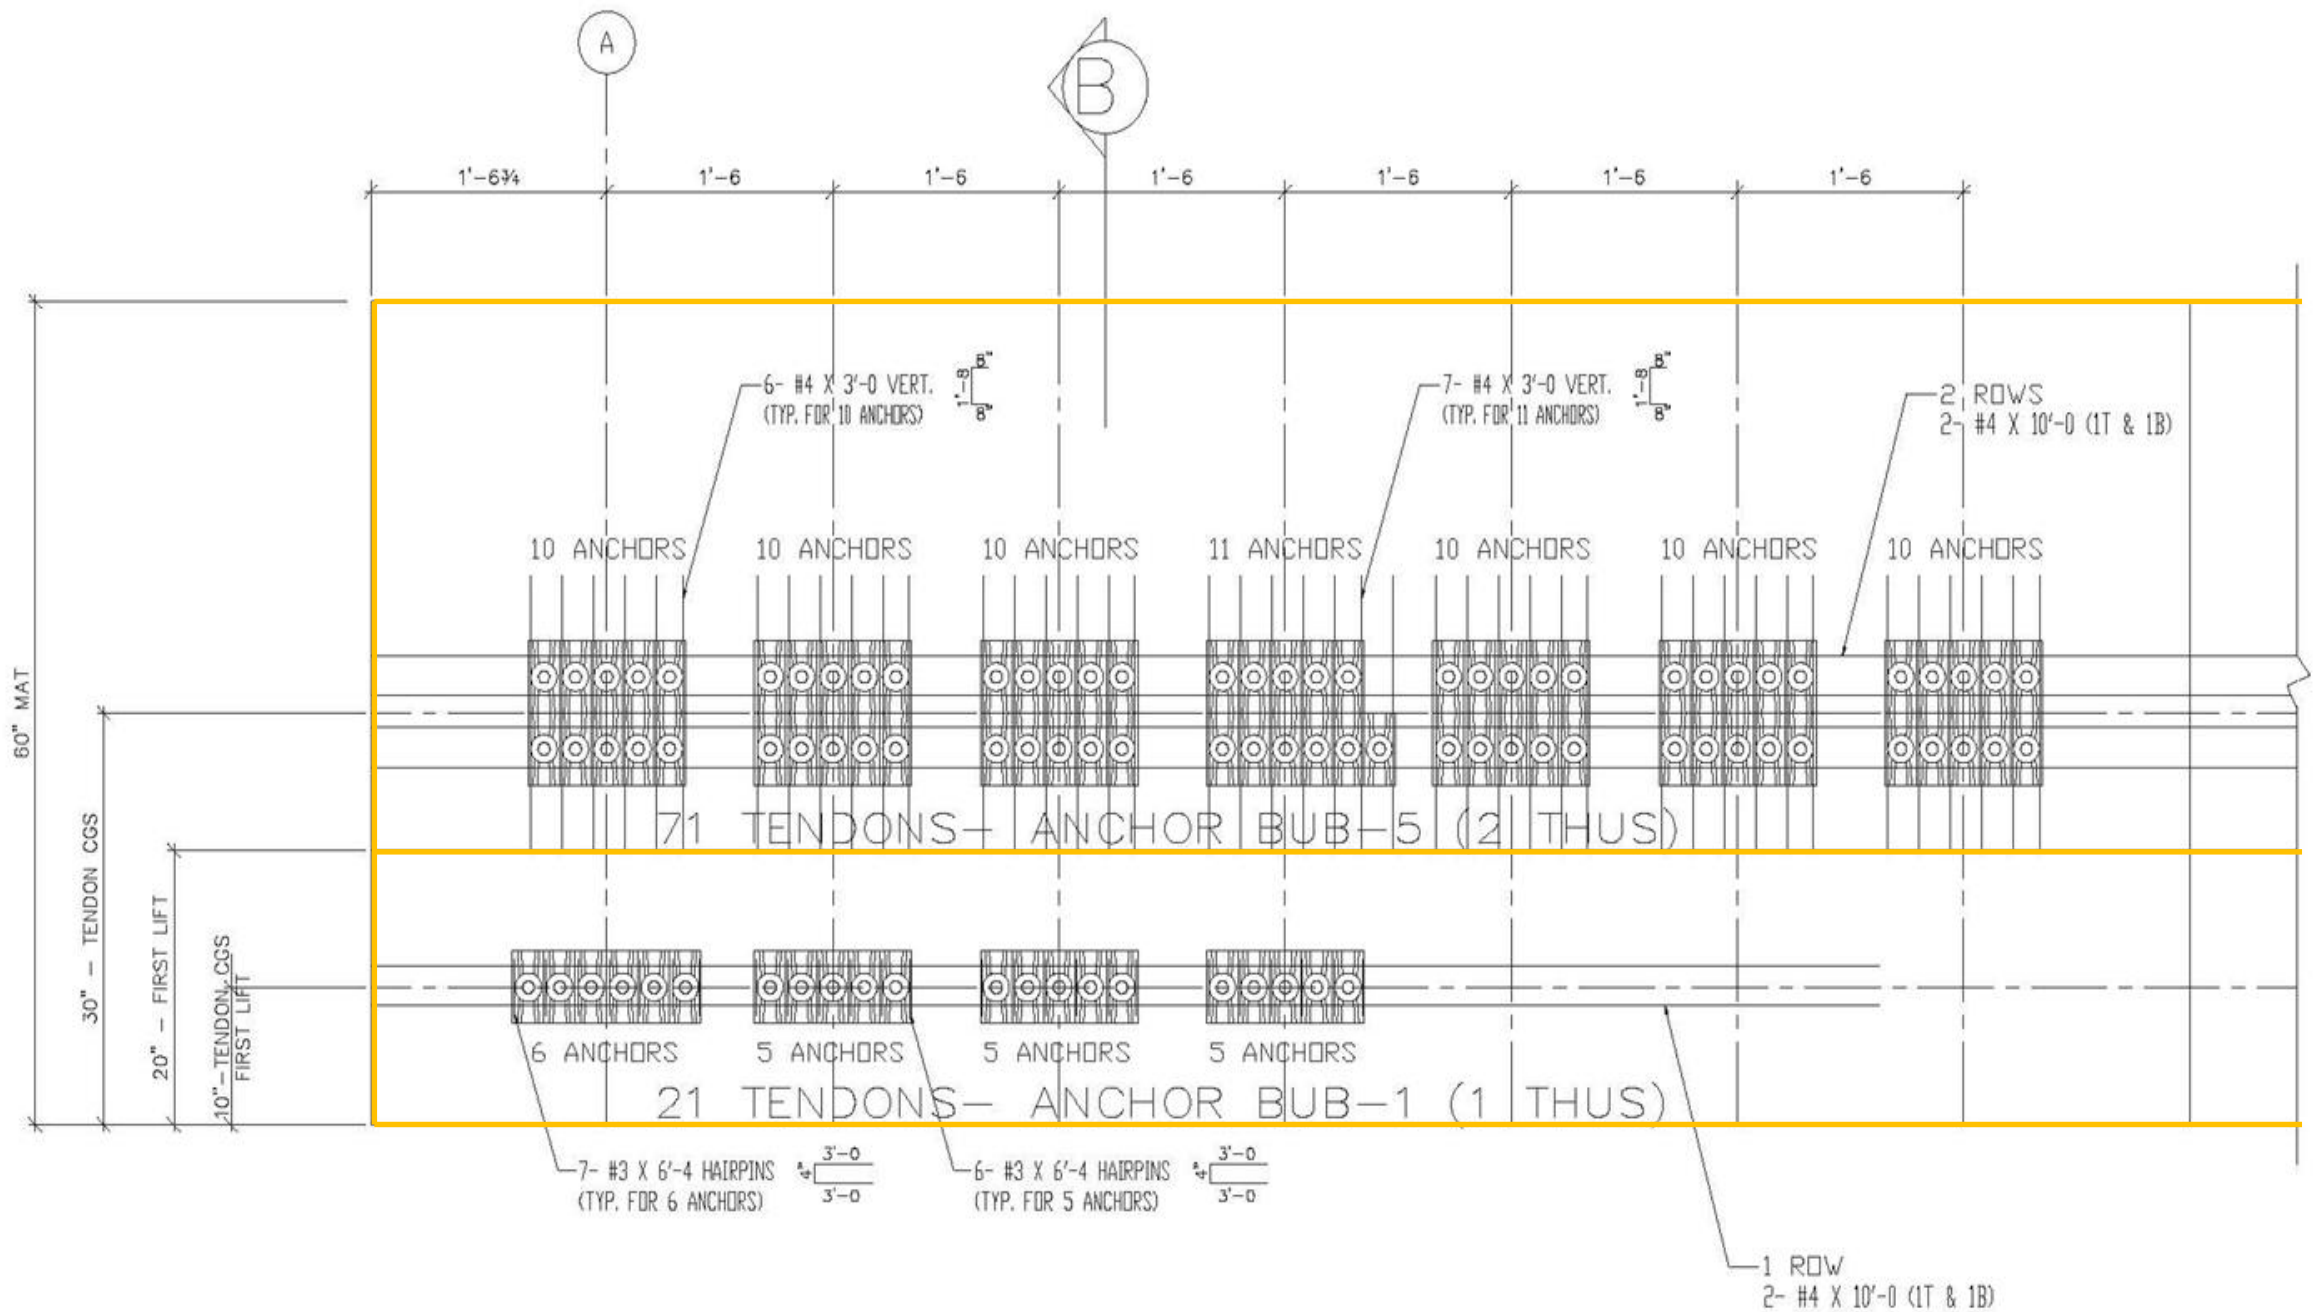 A
B
1'-6¾ 1'-6 1'-6 1'-6 1'-6 1'-6 1'-6
6- #4 X 3'-0 VERT.
(TYP. FOR 10 ANCHORS)
8"
1'-8
8"
7- #4 X 3'-0 VERT.
(TYP. FOR 11 ANCHORS)
8"
1'-8
8"
2 ROWS
2- #4 X 10'-0 (1T & 1B)
10 ANCHORS 10 ANCHORS 10 ANCHORS 11 ANCHORS 10 ANCHORS 10 ANCHORS 10 ANCHORS
60" MAT
30" - TENDON CGS
20" - FIRST LIFT
10"-TENDON CGS
FIRST LIFT
71 TENDONS- ANCHOR BUB-5 (2 THUS)
6 ANCHORS 5 ANCHORS 5 ANCHORS 5 ANCHORS
21 TENDONS- ANCHOR BUB-1 (1 THUS)
7- #3 X 6'-4 HAIRPINS
(TYP. FOR 6 ANCHORS)
3'-0
4"
3'-0
6- #3 X 6'-4 HAIRPINS
(TYP. FOR 5 ANCHORS)
3'-0
4"
3'-0
1 ROW
2- #4 X 10'-0 (1T & 1B)